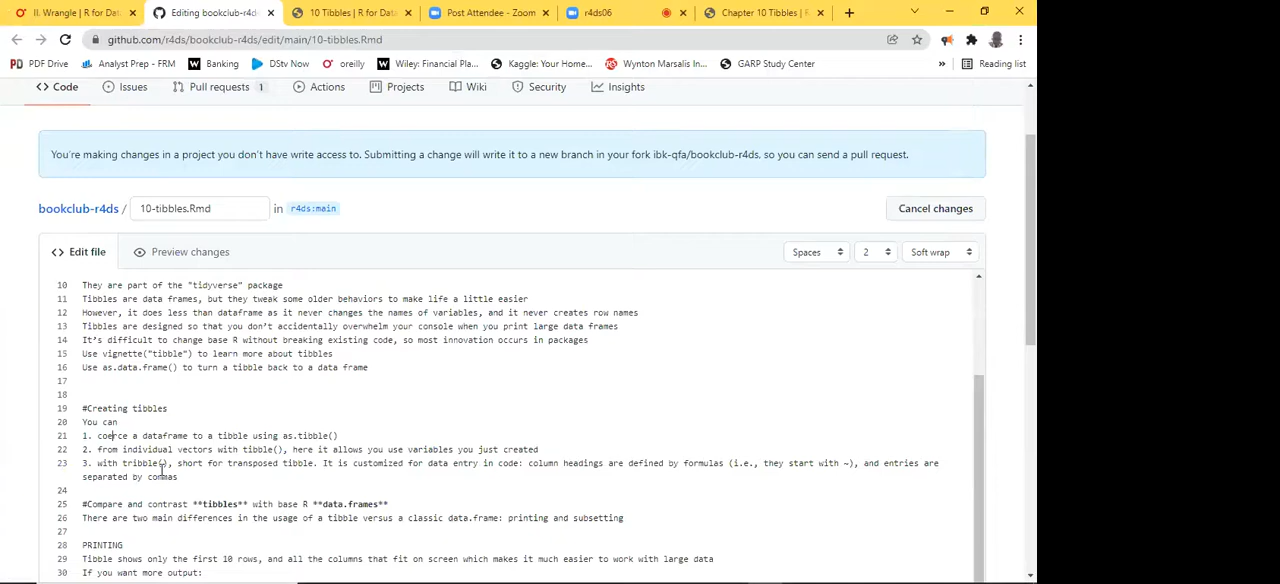 II. Wrangle | R for Da
Editing bookclub-r4ds/
10 Tibbles | R for Data
Post Attendee - Zoom
r4ds06
Chapter 10 Tibbles | R
github.com/r4ds/bookclub-r4ds/edit/main/10-tibbles.Rmd
PD PDF Drive
Analyst Prep - FRM
Banking
DStv Now
oreilly
Wiley: Financial Pla...
Kaggle: Your Home...
Wynton Marsalis In...
GARP Study Center
»
Reading list
<> Code
Issues
Pull requests 1
Actions
Projects
Wiki
Security
Insights
You're making changes in a project you don't have write access to. Submitting a change will write it to a new branch in your fork ibk-qfa/bookclub-r4ds, so you can send a pull request.
bookclub-r4ds / 10-tibbles.Rmd in r4ds:main
Cancel changes
<> Edit file
Preview changes
Spaces
2
Soft wrap
10 They are part of the "tidyverse" package
11 Tibbles are data frames, but they tweak some older behaviors to make life a little easier
12 However, it does less than dataframe as it never changes the names of variables, and it never creates row names
13 Tibbles are designed so that you don't accidentally overwhelm your console when you print large data frames
14 It's difficult to change base R without breaking existing code, so most innovation occurs in packages
15 Use vignette("tibble") to learn more about tibbles
16 Use as.data.frame() to turn a tibble back to a data frame
17
18
19 #Creating tibbles
20 You can
21 1. coerce a dataframe to a tibble using as.tibble()
22 2. from individual vectors with tibble(), here it allows you use variables you just created
23 3. with tribble(), short for transposed tibble. It is customized for data entry in code: column headings are defined by formulas (i.e., they start with ~), and entries are
separated by commas
24
25 #Compare and contrast **tibbles** with base R **data.frames**
26 There are two main differences in the usage of a tibble versus a classic data.frame: printing and subsetting
27
28 PRINTING
29 Tibble shows only the first 10 rows, and all the columns that fit on screen which makes it much easier to work with large data
30 If you want more output: